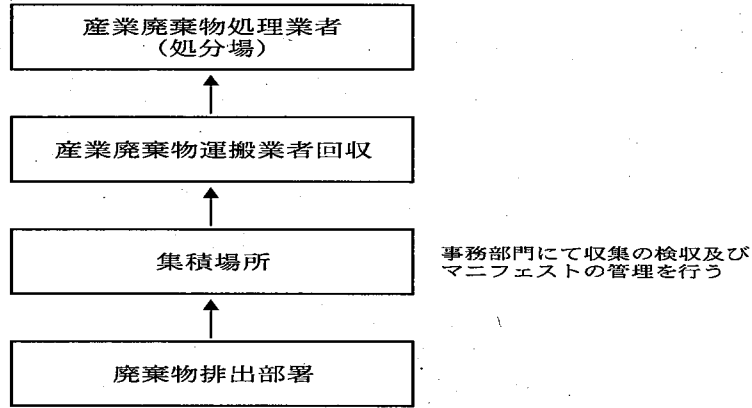 産業廃棄物処理業者
（処分場）
産業廃棄物運搬業者回収
集積場所
事務部門にて収集の検収及び
マニフェストの管理を行う
廃棄物排出部署